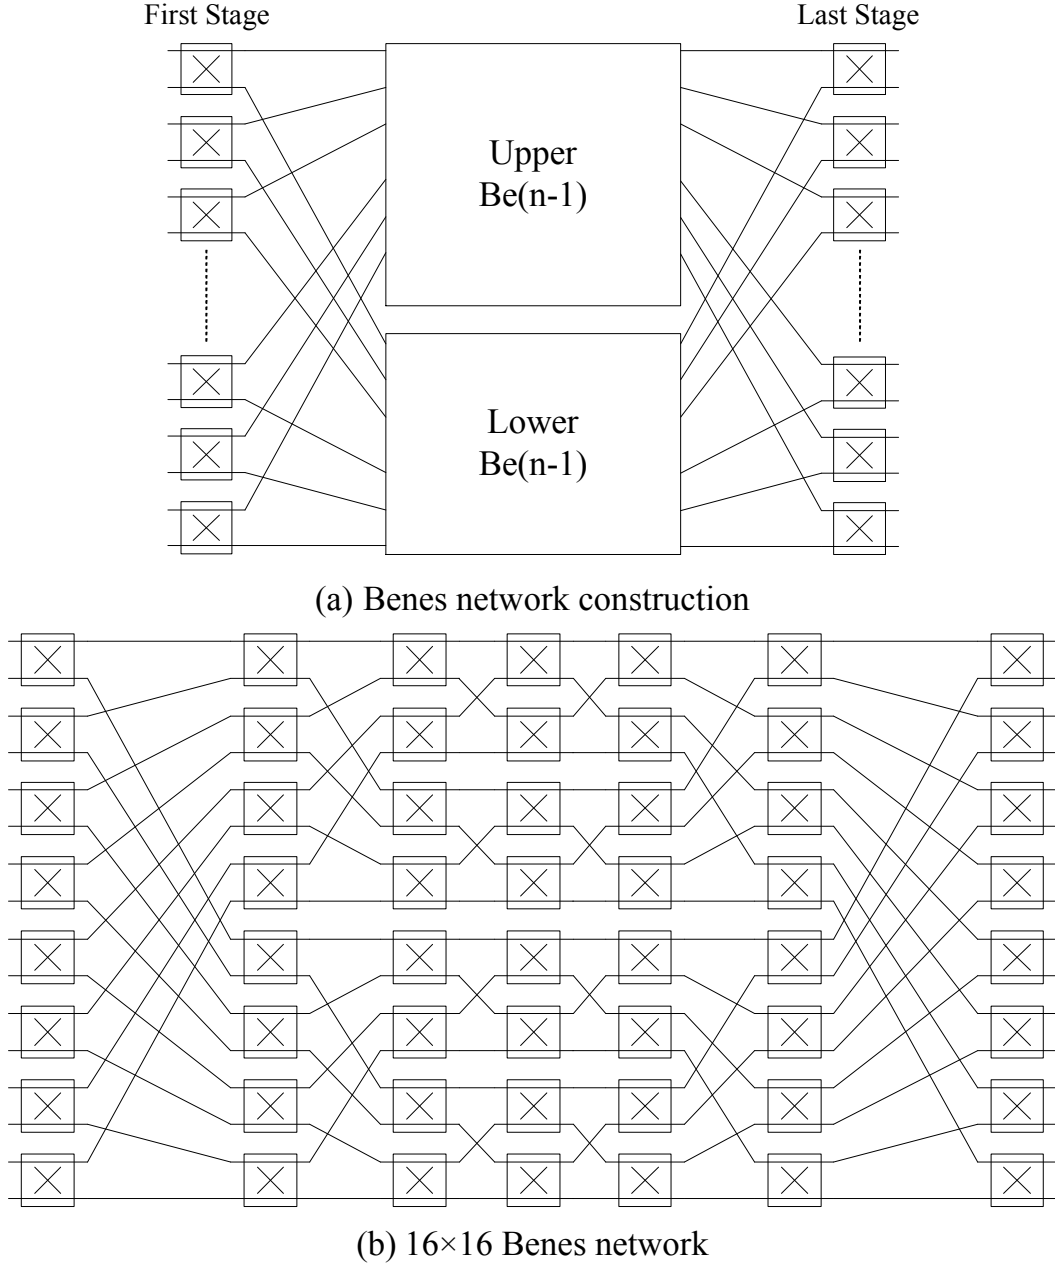 First Stage
Last Stage
Upper
Be(n-1)
Lower
Be(n-1)
(a) Benes network construction
(b) 16×16 Benes network